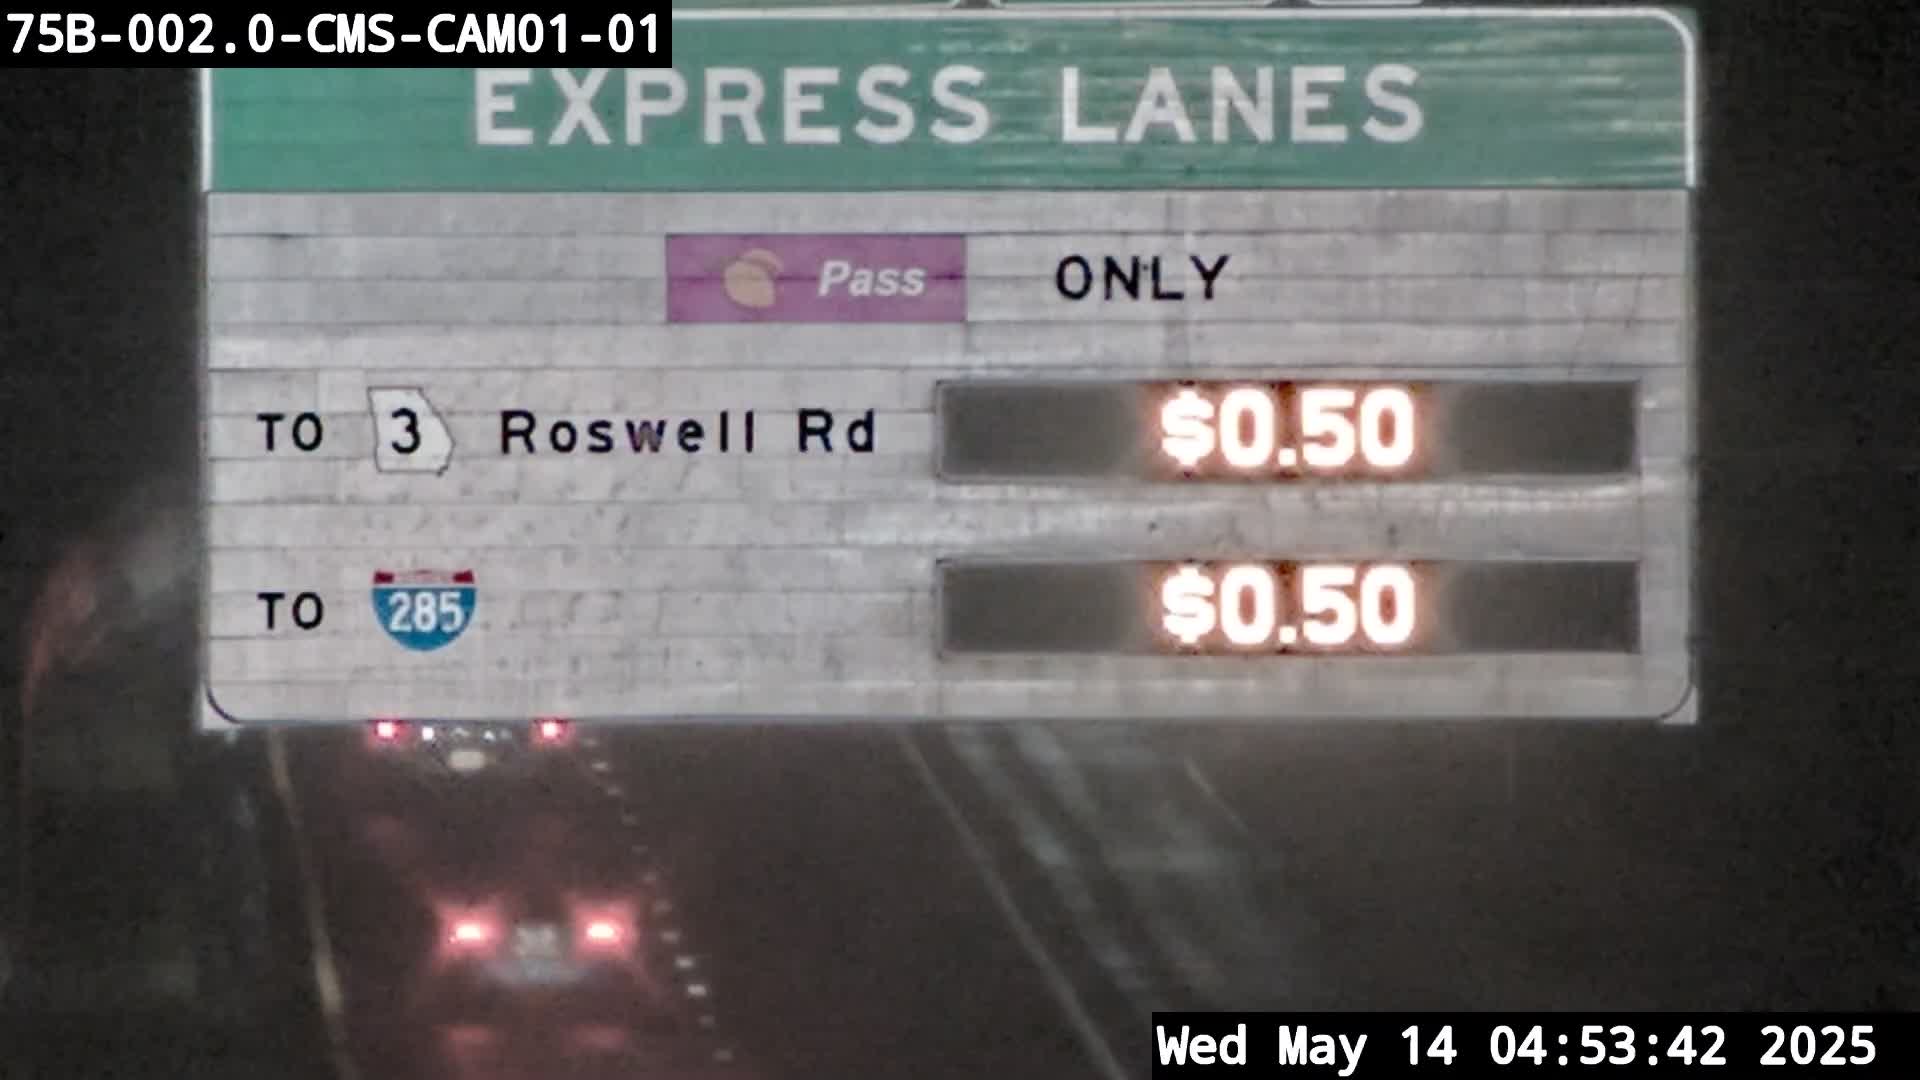 75B-002.0-CMS-CAM01-01
EXPRESS LANES
Pass ONLY
TO 3 Roswell Rd $0.50
TO 285 $0.50
Wed May 14 04:53:42 2025